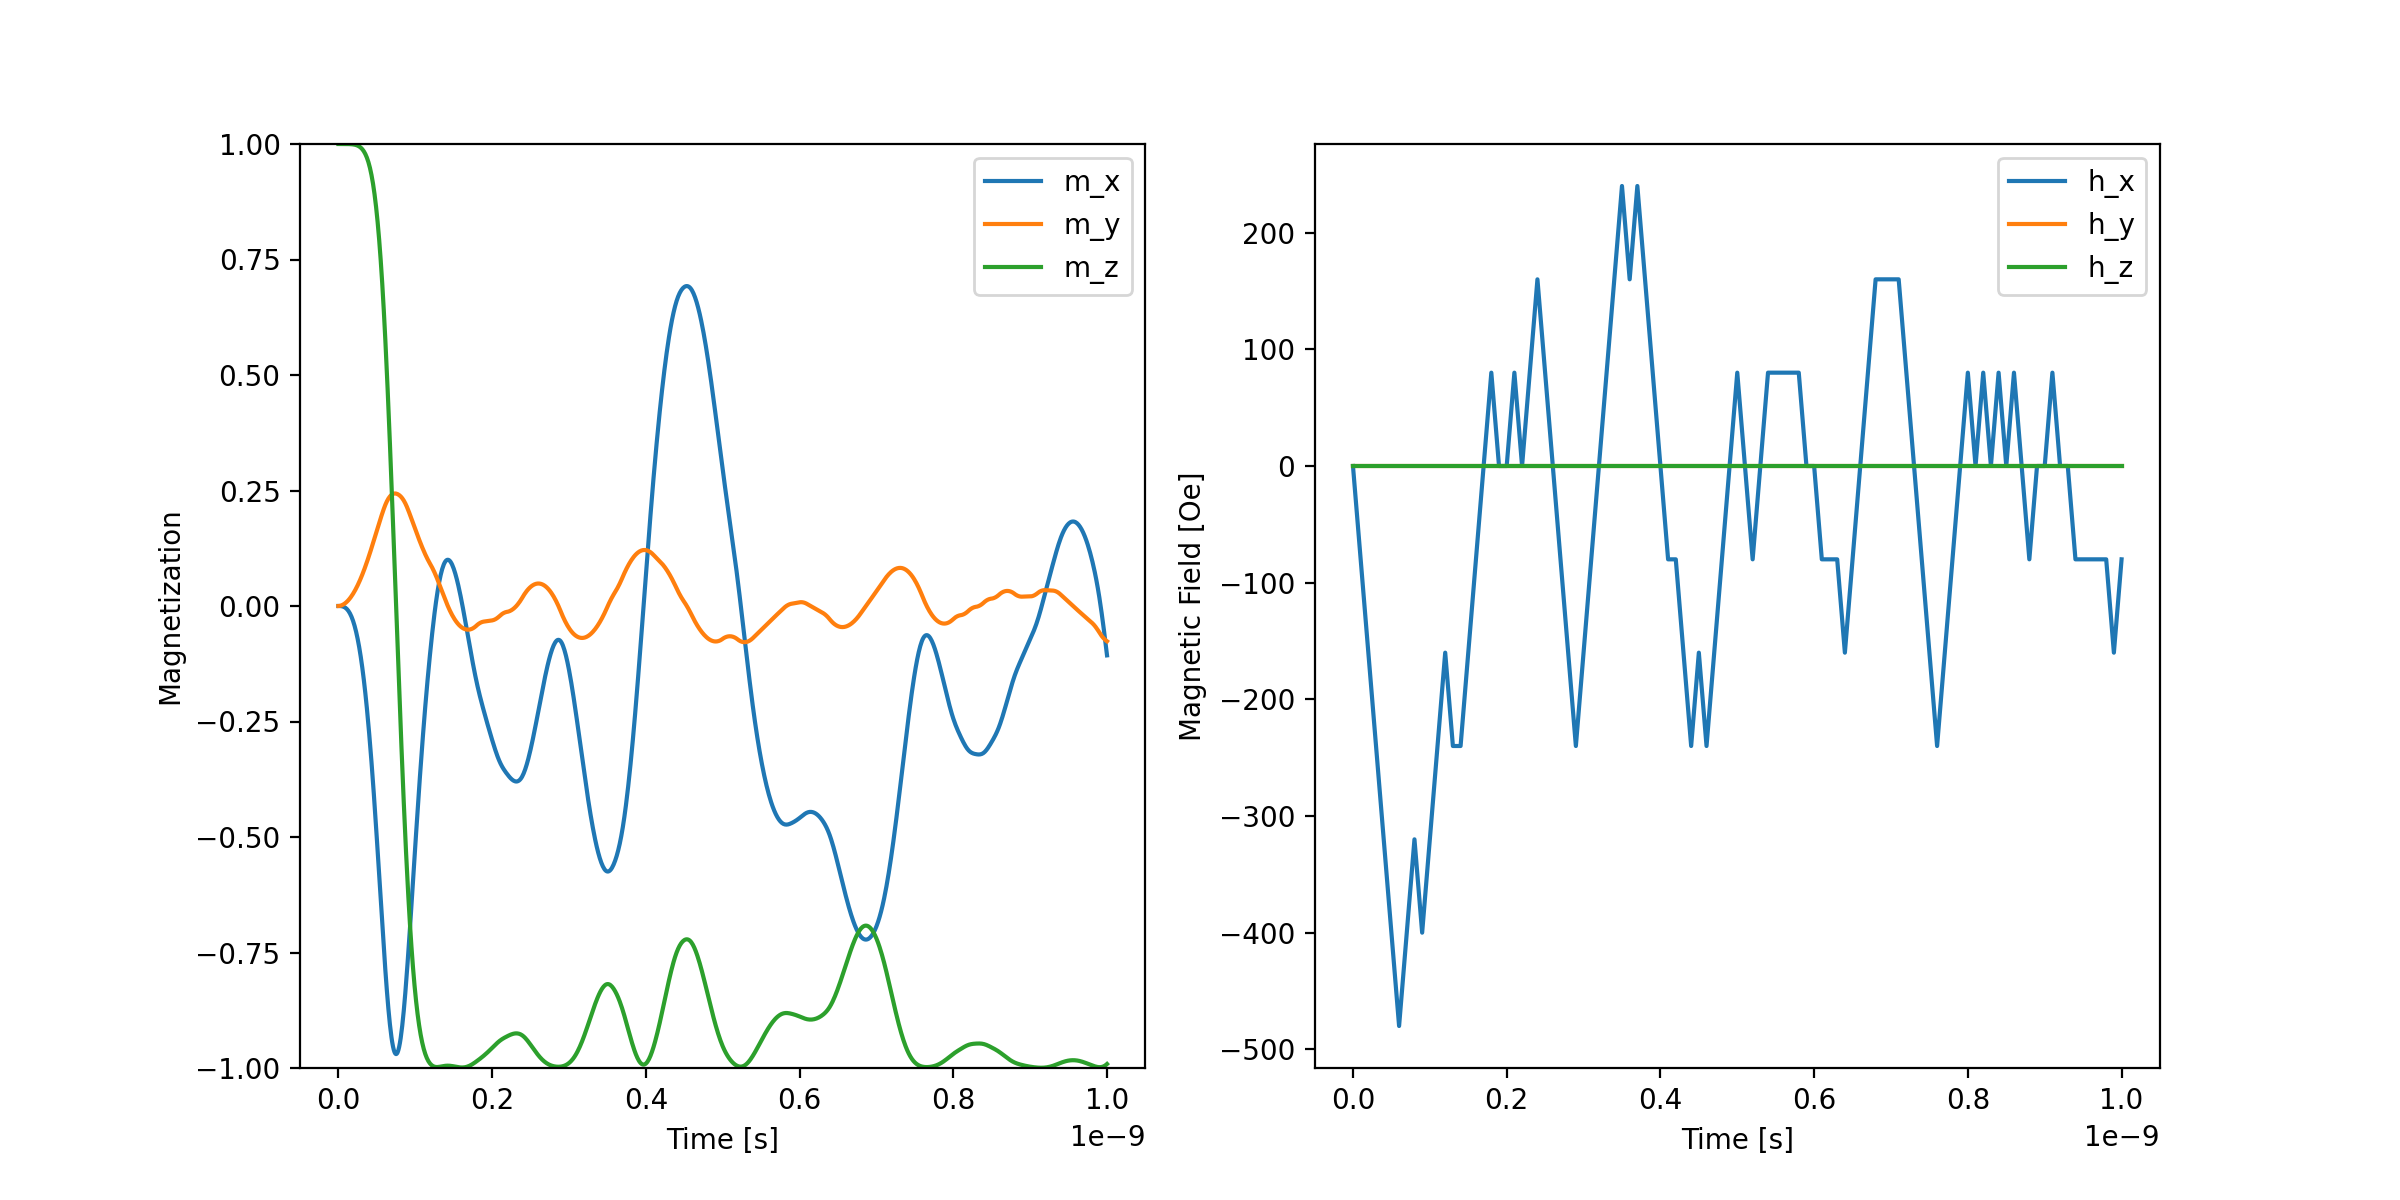 1.00
0.75
0.50
0.25
0.00
−0.25
−0.50
−0.75
−1.00
Magnetization
0.0 0.2 0.4 0.6 0.8 1.0
1e−9
Time [s]
m_x
m_y
m_z
200
100
0
−100
−200
−300
−400
−500
Magnetic Field [Oe]
0.0 0.2 0.4 0.6 0.8 1.0
1e−9
Time [s]
h_x
h_y
h_z